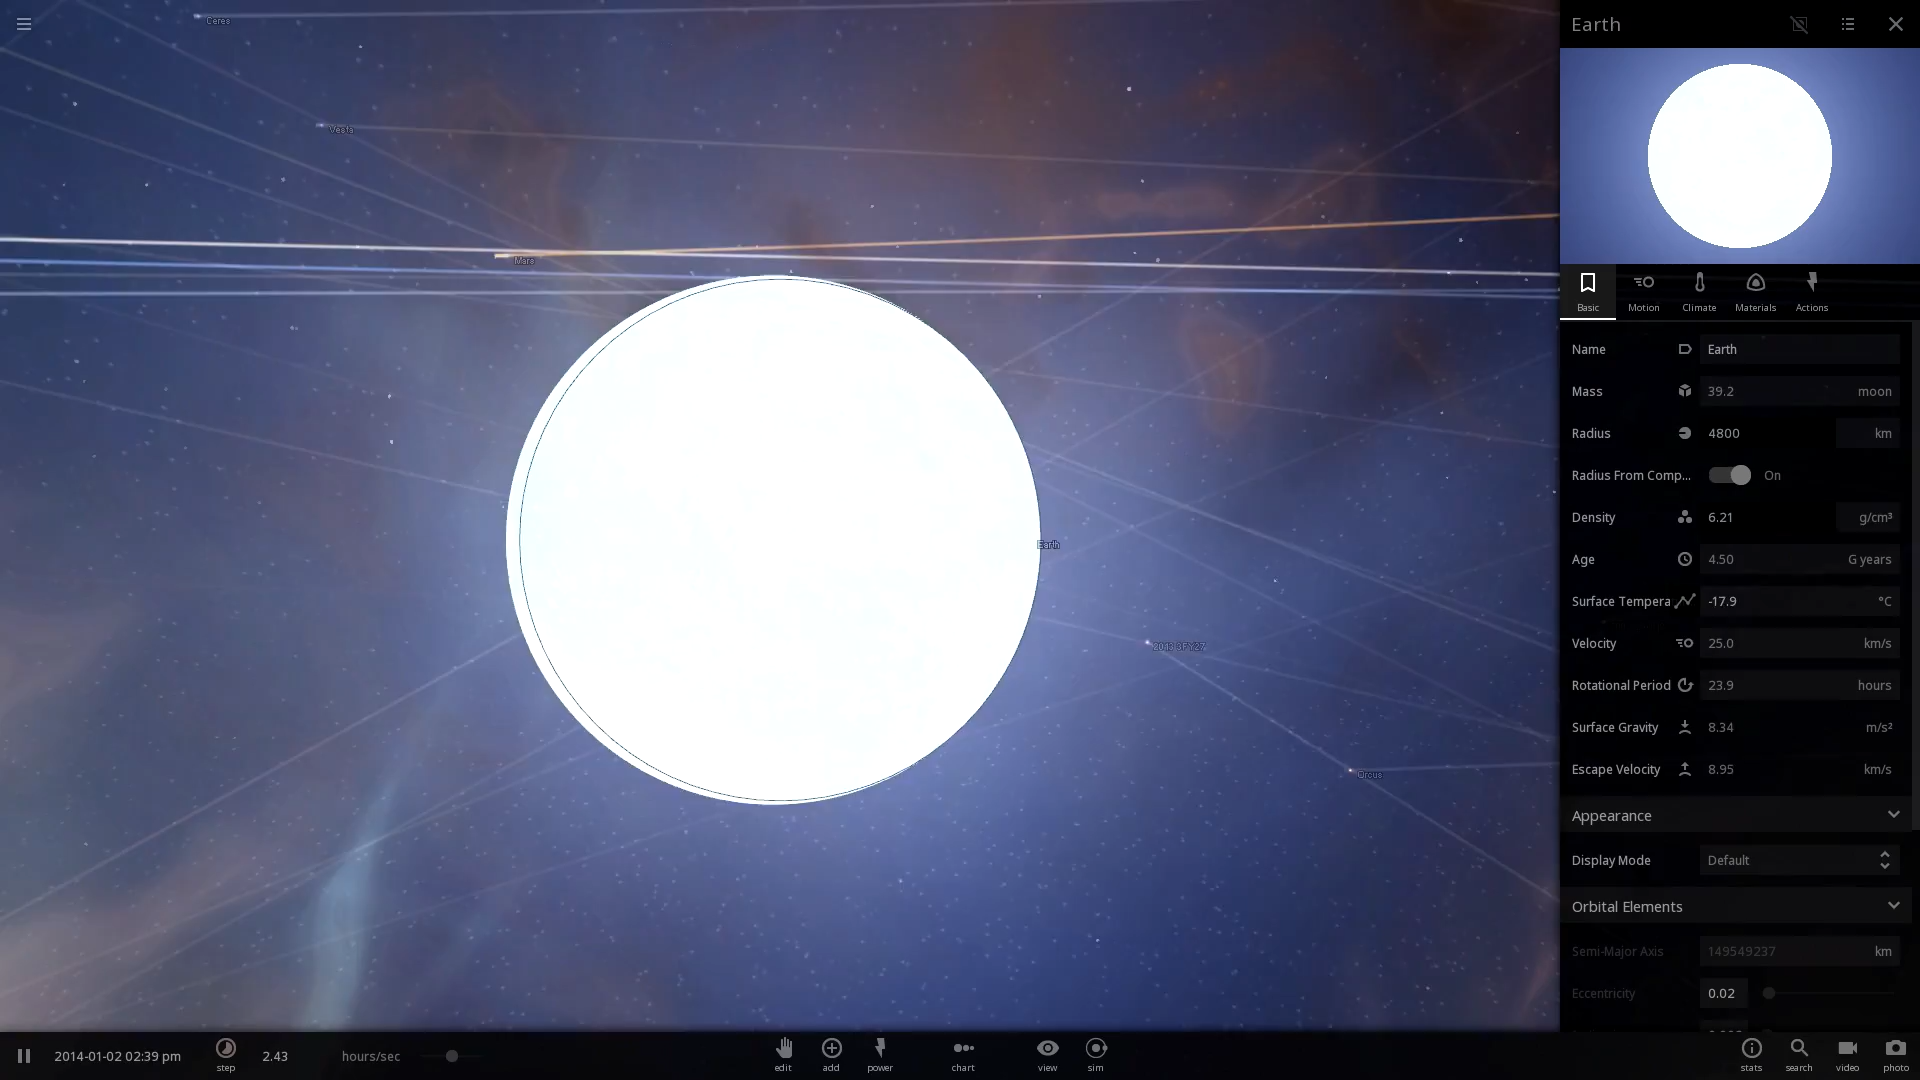 Ceres
Vesta
Mars
Earth
Orcus
Earth
Basic
Motion
Climate
Materials
Actions
Name Earth
Mass 39.2 moon
Radius 4800 km
Radius From Comp... On
Density 6.21 g/cm³
Age 4.50 G years
Surface Tempera -17.9 °C
Velocity 25.0 km/s
Rotational Period 23.9 hours
Surface Gravity 8.34 m/s²
Escape Velocity 8.95 km/s
Appearance
Display Mode Default
Orbital Elements
Semi-Major Axis 149549237 km
Eccentricity 0.02
2014-01-02 02:39 pm
step
2.43 hours/sec
edit
add
power
chart
view
sim
stats
search
video
photo